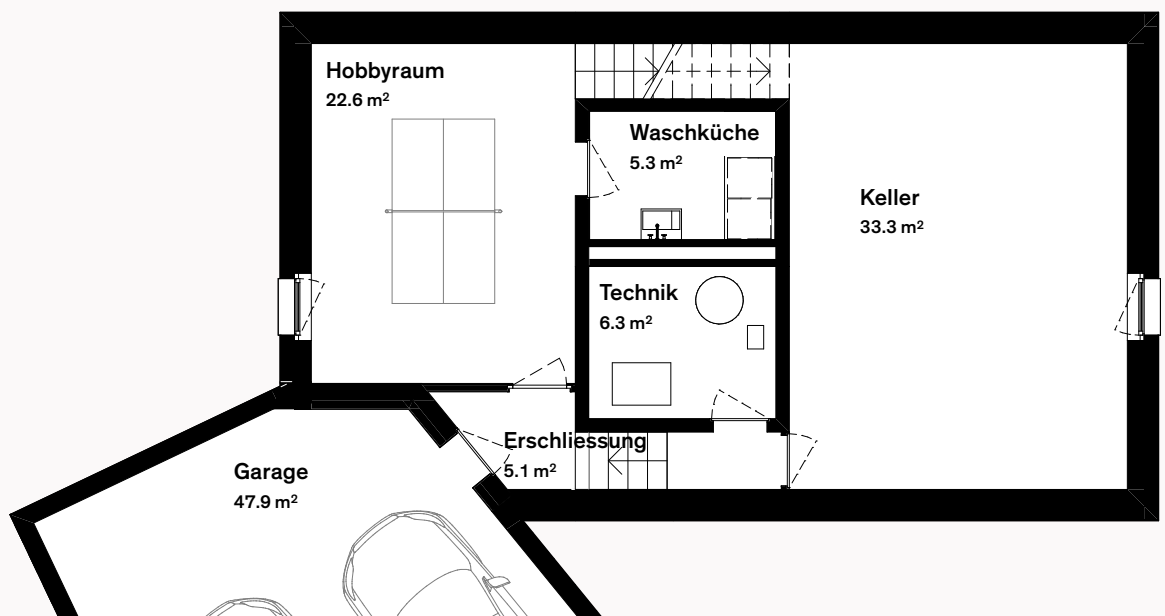 Hobbyraum
22.6 m²
Waschküche
5.3 m²
Keller
33.3 m²
Technik
6.3 m²
Erschliessung
5.1 m²
Garage
47.9 m²